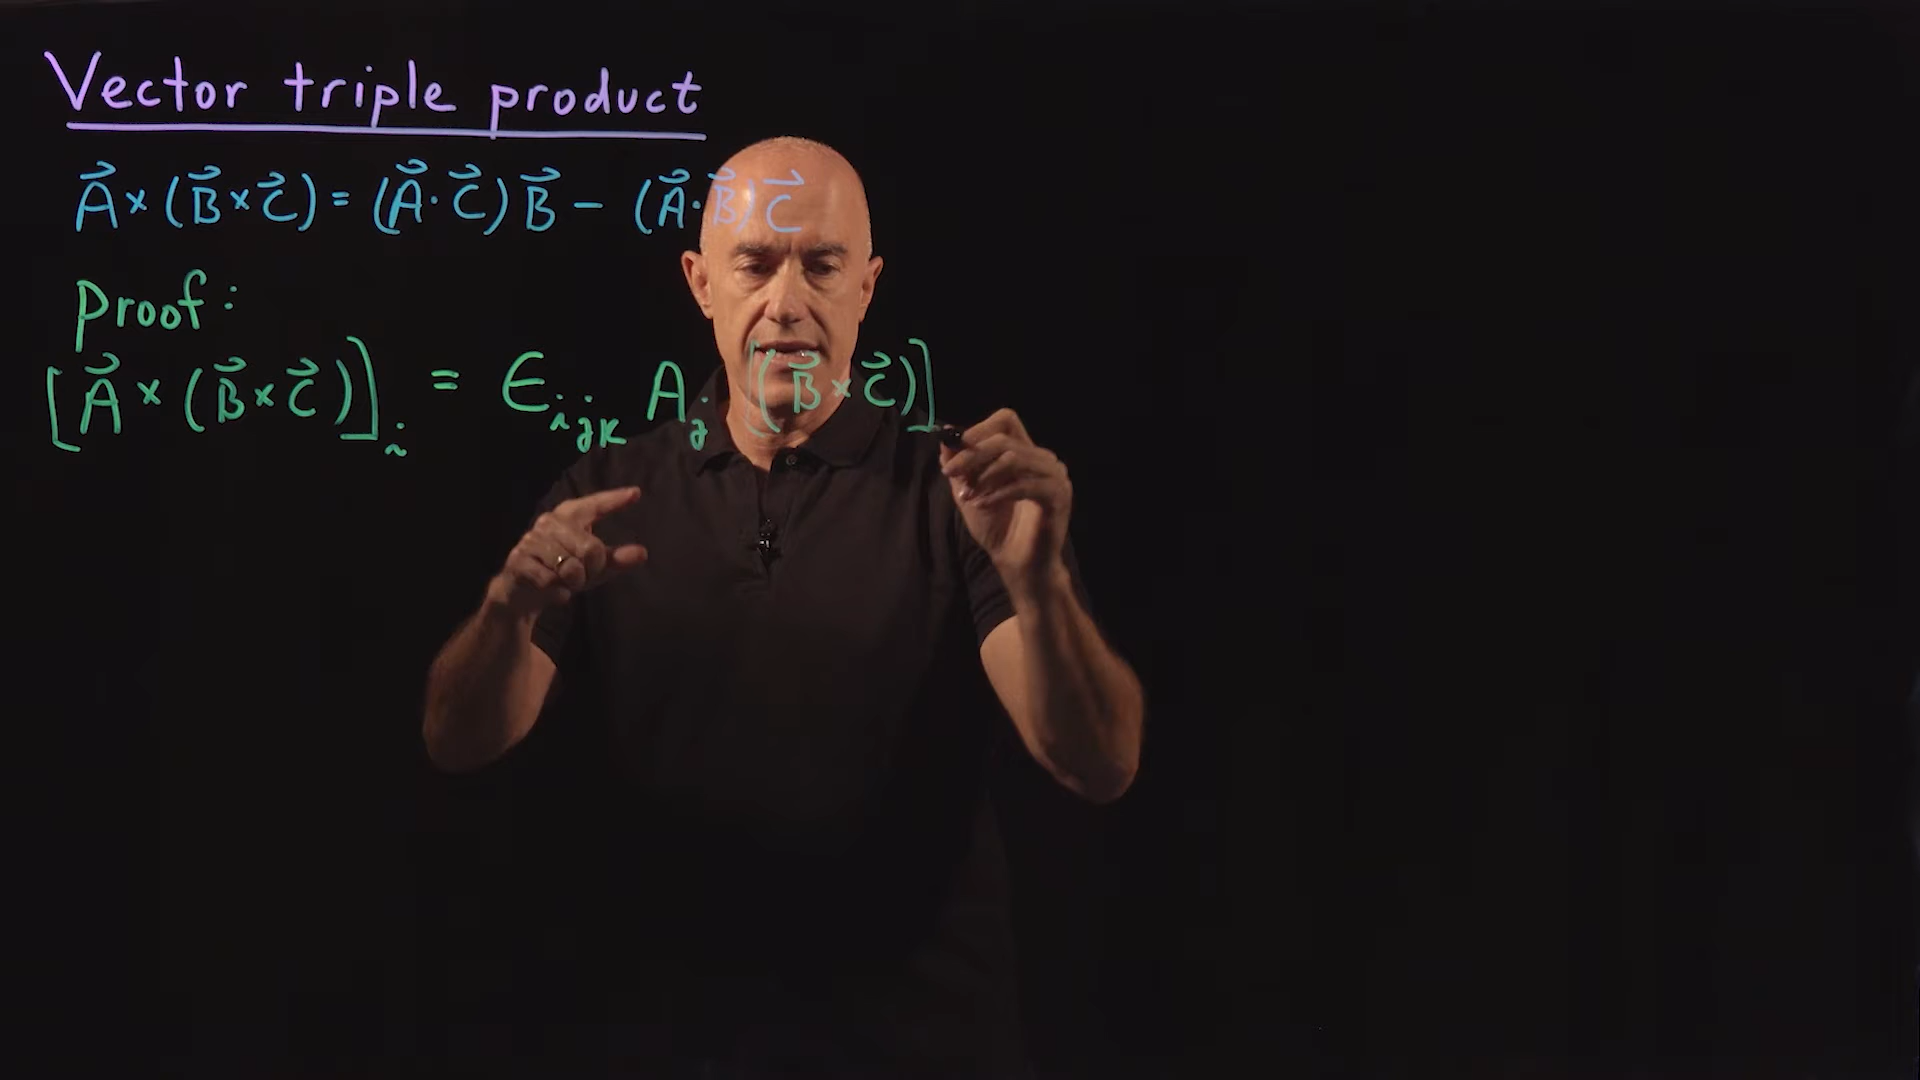 Vector triple product
A⃗ × (B⃗ × C⃗) = (A⃗ · C⃗) B⃗ − (A⃗ · B⃗) C⃗
Proof:
[A⃗ × (B⃗ × C⃗)]ᵢ = ϵᵢⱼₖ Aⱼ [(B⃗ × C⃗)]